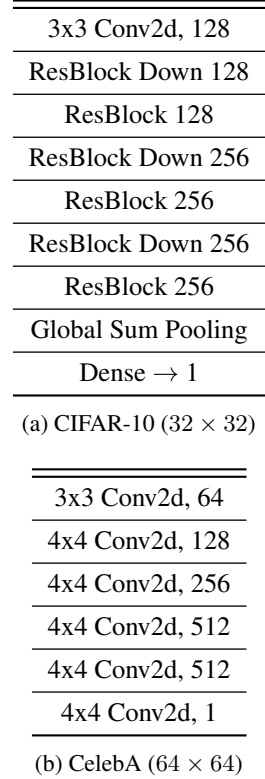 3x3 Conv2d, 128
ResBlock Down 128
ResBlock 128
ResBlock Down 256
ResBlock 256
ResBlock Down 256
ResBlock 256
Global Sum Pooling
Dense → 1
(a) CIFAR-10 (32 × 32)
3x3 Conv2d, 64
4x4 Conv2d, 128
4x4 Conv2d, 256
4x4 Conv2d, 512
4x4 Conv2d, 512
4x4 Conv2d, 1
(b) CelebA (64 × 64)